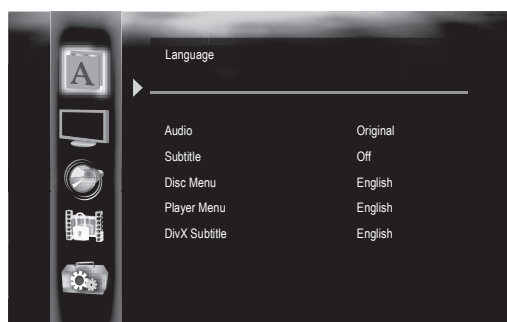 A
Language
Audio Original
Subtitle Off
Disc Menu English
Player Menu English
DivX Subtitle English